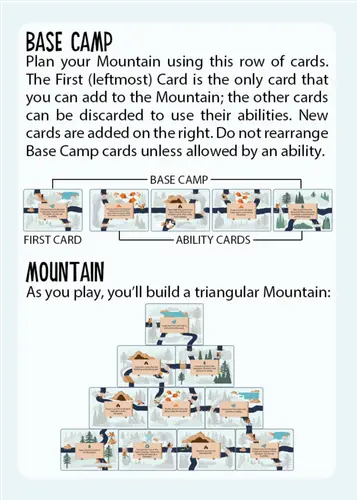 BASE CAMP
Plan your Mountain using this row of cards.
The First (leftmost) Card is the only card that
you can add to the Mountain; the other cards
can be discarded to use their abilities. New
cards are added on the right. Do not rearrange
Base Camp cards unless allowed by an ability.
BASE CAMP
FIRST CARD
ABILITY CARDS
MOUNTAIN
As you play, you'll build a triangular Mountain: